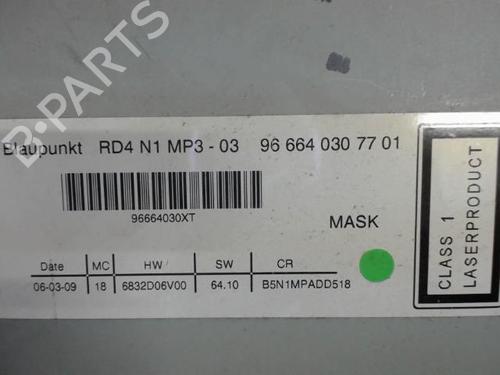 B-PARTS
Blaupunkt RD4 N1 MP3 - 03 96 664 030 77 01
96664030XT
MASK
Date MC HW SW CR
06-03-09 18 6832D06V00 64.10 B5N1MPADD518
CLASS 1
LASERPRODUCT